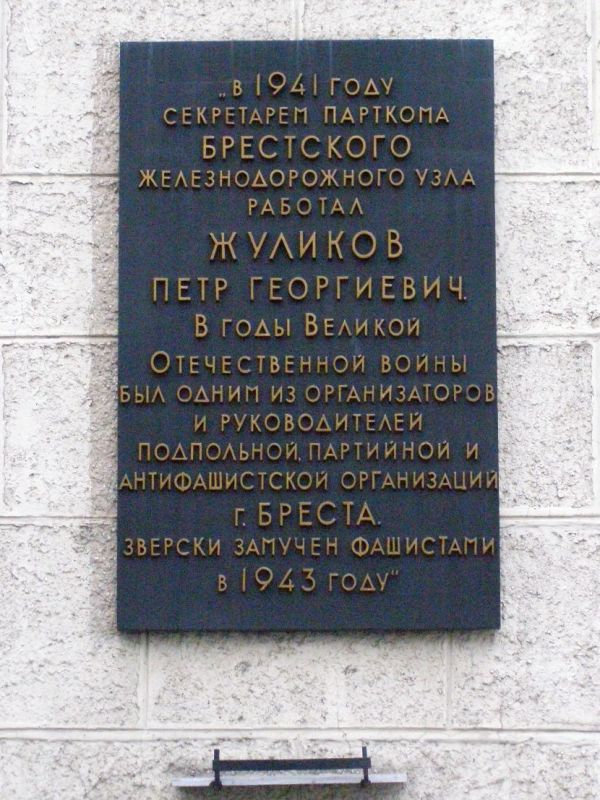 „В 1941 ГОДУ
СЕКРЕТАРЕМ ПАРТКОМА
БРЕСТСКОГО
ЖЕЛЕЗНОДОРОЖНОГО УЗЛА
РАБОТАЛ
ЖУЛИКОВ
ПЕТР ГЕОРГИЕВИЧ.
В ГОДЫ ВЕЛИКОЙ
ОТЕЧЕСТВЕННОЙ ВОЙНЫ
БЫЛ ОДНИМ ИЗ ОРГАНИЗАТОРОВ
И РУКОВОДИТЕЛЕЙ
ПОДПОЛЬНОЙ, ПАРТИЙНОЙ И
АНТИФАШИСТСКОЙ ОРГАНИЗАЦИЙ
Г. БРЕСТА.
ЗВЕРСКИ ЗАМУЧЕН ФАШИСТАМИ
В 1943 ГОДУ“